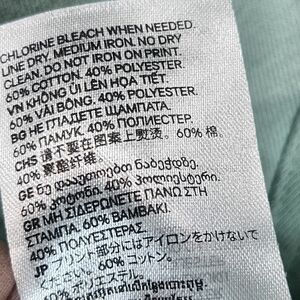 CHLORINE BLEACH WHEN NEEDED.
LINE DRY. MEDIUM IRON. NO DRY
CLEAN. DO NOT IRON ON PRINT.
60% COTTON. 40% POLYESTER.
VN KHÔNG ỦI LÊN HỌA TIẾT.
60% VẢI BÔNG. 40% POLYESTER.
BG НЕ ГЛАДЕТЕ ЩАМПАТА.
60% ПАМУК. 40% ПОЛИЕСТЕР.
CHS 请不要在图案上熨烫。60% 棉。
40% 聚酯纤维。
GE ნუ დააუთოებთ ნაბეჭდზე.
60% ქოტონი. 40% პოლიესტერი.
GR ΜΗ ΣΙΔΕΡΩΝΕΤΕ ΠΑΝΩ ΣΤΗ
ΣΤΑΜΠΑ. 60% ΒΑΜΒΑΚΙ.
40% ΠΟΛΥΕΣΤΕΡΑΣ.
JP プリント部分にはアイロンをかけないで
ください。60% コットン。
40% ポリエステル。